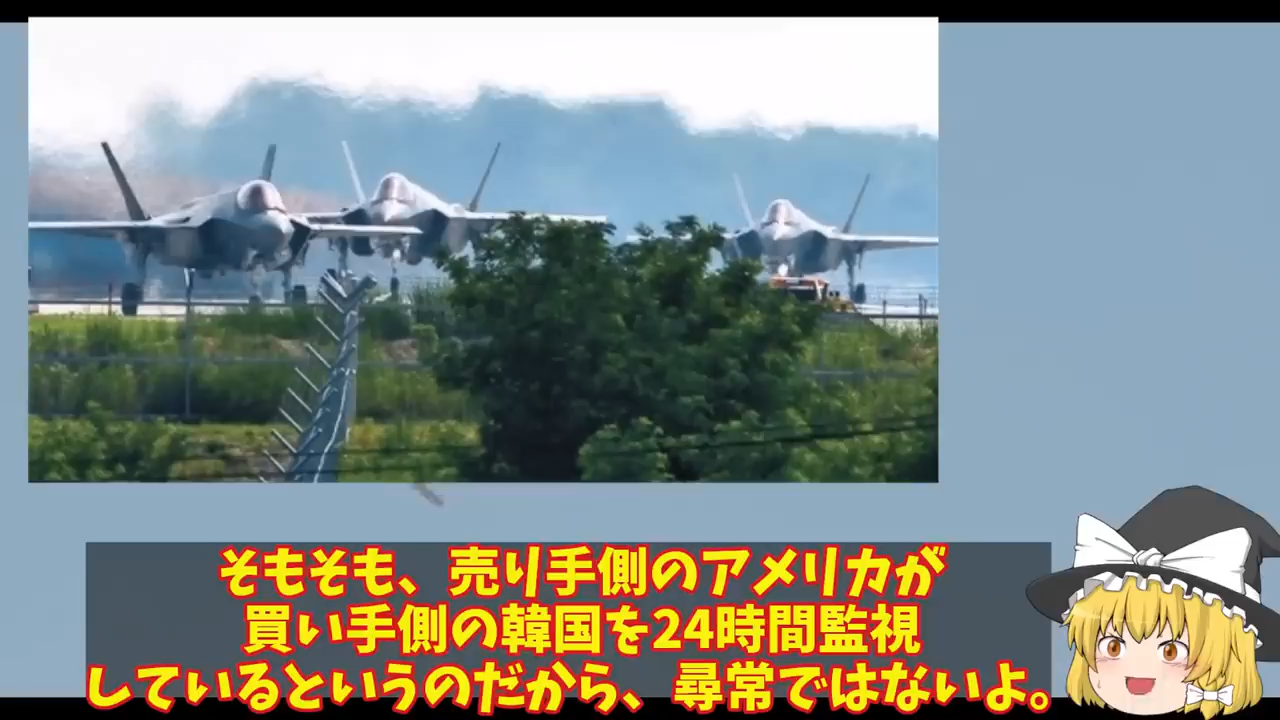 そもそも、売り手側のアメリカが
買い手側の韓国を24時間監視
しているというのだから、尋常ではないよ。